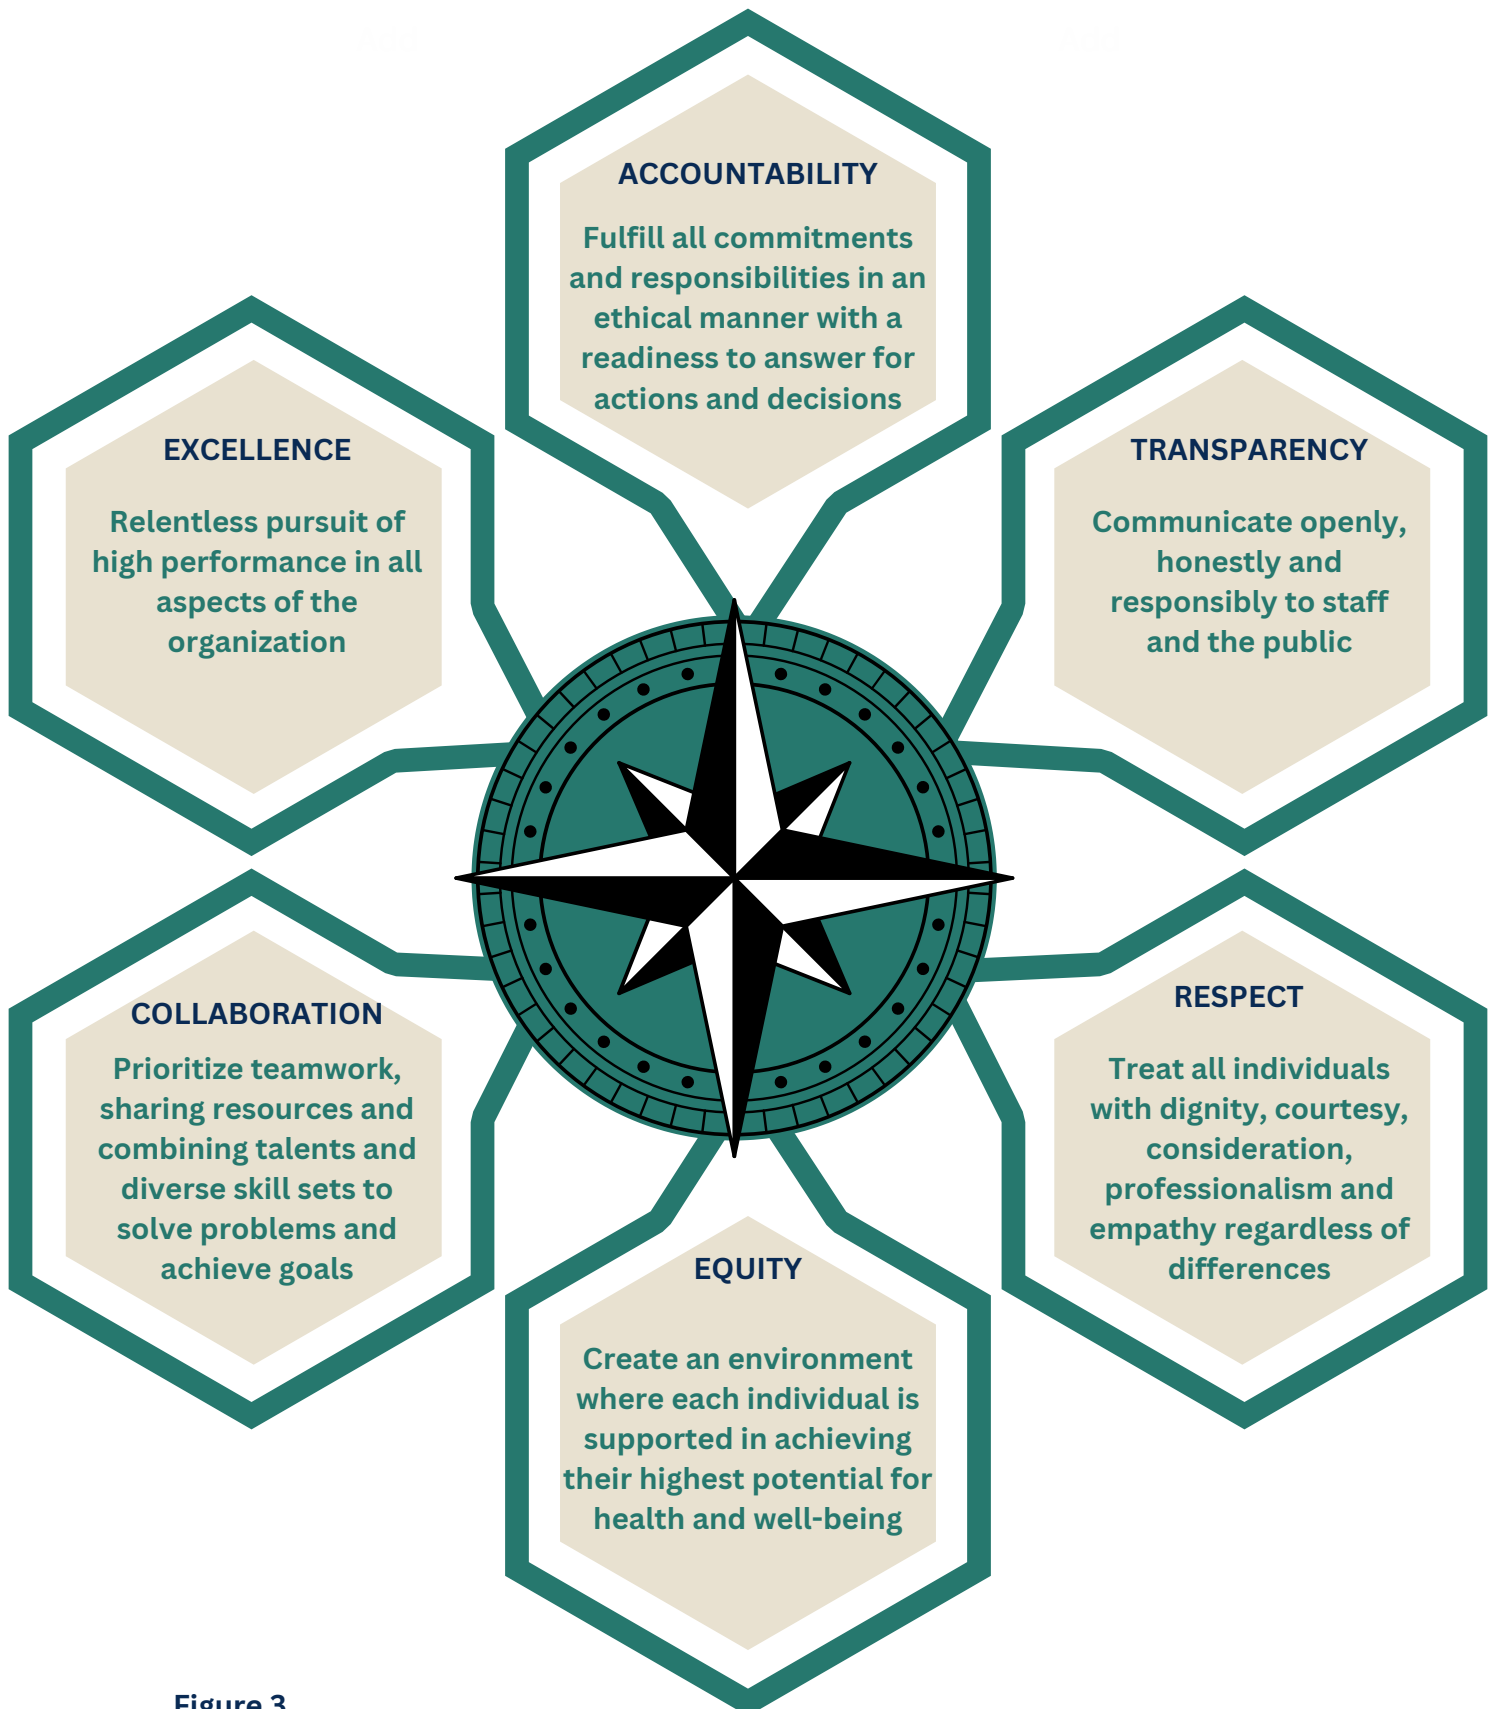 ACCOUNTABILITY
Fulfill all commitments
and responsibilities in an
ethical manner with a
readiness to answer for
actions and decisions
EXCELLENCE
Relentless pursuit of
high performance in all
aspects of the
organization
TRANSPARENCY
Communicate openly,
honestly and
responsibly to staff
and the public
COLLABORATION
Prioritize teamwork,
sharing resources and
combining talents and
diverse skill sets to
solve problems and
achieve goals
RESPECT
Treat all individuals
with dignity, courtesy,
consideration,
professionalism and
empathy regardless of
differences
EQUITY
Create an environment
where each individual is
supported in achieving
their highest potential for
health and well-being
Figure 3